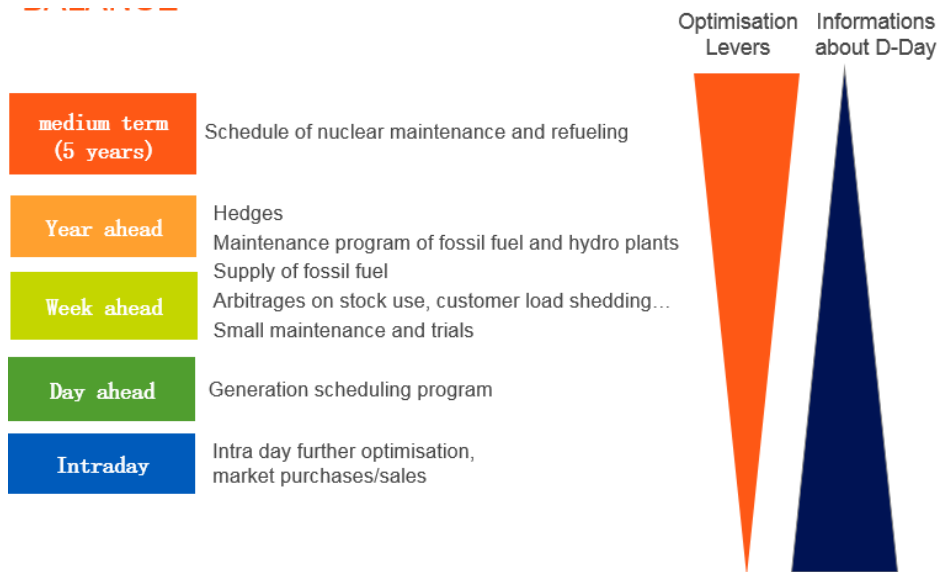 Optimisation Levers
Informations about D-Day
medium term
(5 years)
Schedule of nuclear maintenance and refueling
Year ahead
Hedges
Maintenance program of fossil fuel and hydro plants
Supply of fossil fuel
Week ahead
Arbitrages on stock use, customer load shedding…
Small maintenance and trials
Day ahead
Generation scheduling program
Intraday
Intra day further optimisation,
market purchases/sales